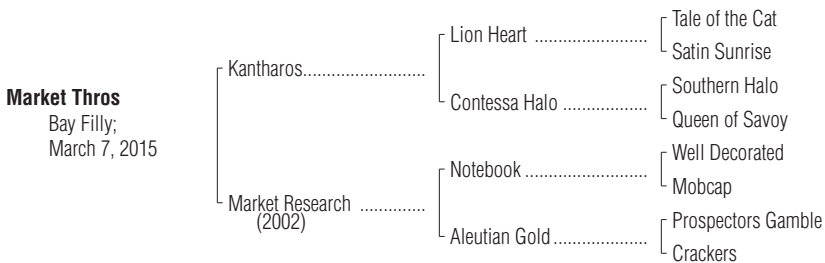 Market Thros
Bay Filly;
March 7, 2015
Kantharos..........................
Market Research ..............
(2002)
Lion Heart ........................
Contessa Halo ..................
Notebook ..........................
Aleutian Gold....................
Tale of the Cat
Satin Sunrise
Southern Halo
Queen of Savoy
Well Decorated
Mobcap
Prospectors Gamble
Crackers